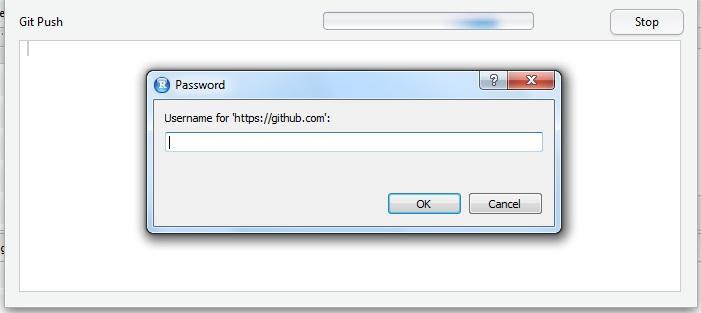 Git Push
Stop
Password
Username for 'https://github.com':
OK
Cancel